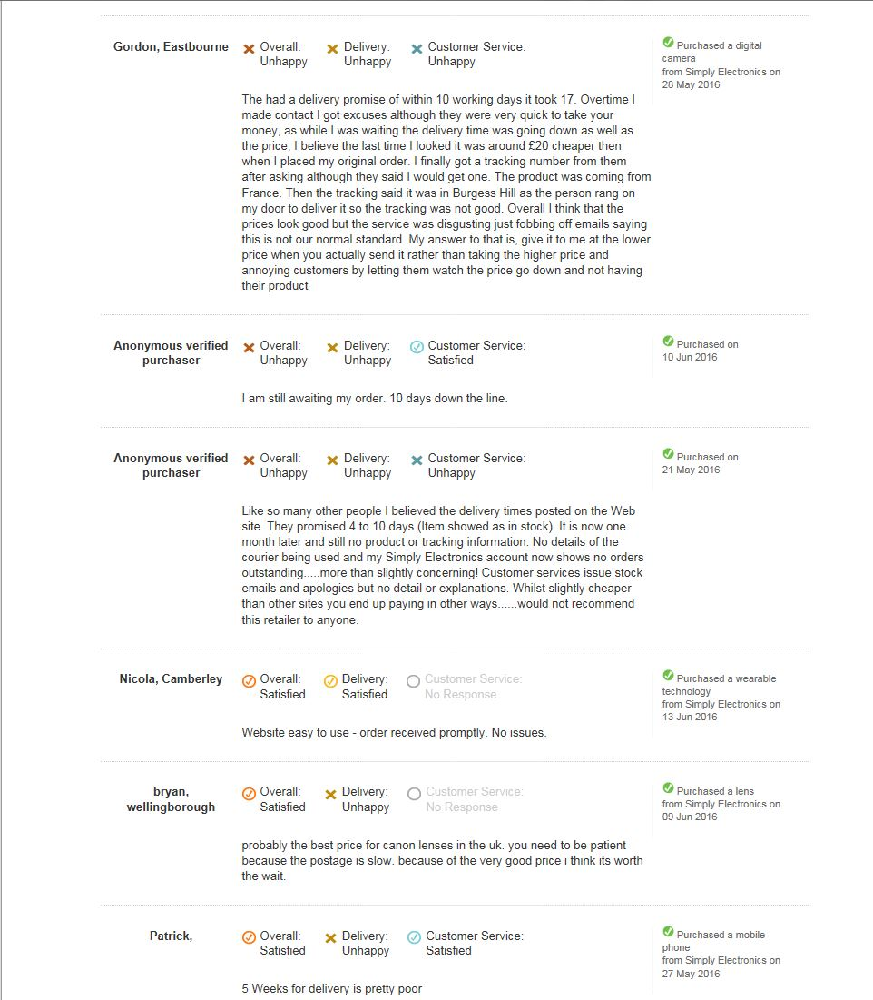 Gordon, Eastbourne
Overall:
Unhappy
Delivery:
Unhappy
Customer Service:
Unhappy
Purchased a digital
camera
from Simply Electronics on
28 May 2016
The had a delivery promise of within 10 working days it took 17. Overtime I
made contact I got excuses although they were very quick to take your
money, as while I was waiting the delivery time was going down as well as
the price, I believe the last time I looked it was around £20 cheaper then
when I placed my original order. I finally got a tracking number from them
after asking although they said I would get one. The product was coming from
France. Then the tracking said it was in Burgess Hill as the person rang on
my door to deliver it so the tracking was not good. Overall I think that the
prices look good but the service was disgusting just fobbing off emails saying
this is not our normal standard. My answer to that is, give it to me at the lower
price when you actually send it rather than taking the higher price and
annoying customers by letting them watch the price go down and not having
their product
Anonymous verified
purchaser
Overall:
Unhappy
Delivery:
Unhappy
Customer Service:
Satisfied
Purchased on
10 Jun 2016
I am still awaiting my order. 10 days down the line.
Anonymous verified
purchaser
Overall:
Unhappy
Delivery:
Unhappy
Customer Service:
Unhappy
Purchased on
21 May 2016
Like so many other people I believed the delivery times posted on the Web
site. They promised 4 to 10 days (Item showed as in stock). It is now one
month later and still no product or tracking information. No details of the
courier being used and my Simply Electronics account now shows no orders
outstanding.....more than slightly concerning! Customer services issue stock
emails and apologies but no detail or explanations. Whilst slightly cheaper
than other sites you end up paying in other ways......would not recommend
this retailer to anyone.
Nicola, Camberley
Overall:
Satisfied
Delivery:
Satisfied
Customer Service:
No Response
Purchased a wearable
technology
from Simply Electronics on
13 Jun 2016
Website easy to use - order received promptly. No issues.
bryan,
wellingborough
Overall:
Satisfied
Delivery:
Unhappy
Customer Service:
No Response
Purchased a lens
from Simply Electronics on
09 Jun 2016
probably the best price for canon lenses in the uk. you need to be patient
because the postage is slow. because of the very good price i think its worth
the wait.
Patrick,
Overall:
Satisfied
Delivery:
Unhappy
Customer Service:
Satisfied
Purchased a mobile
phone
from Simply Electronics on
27 May 2016
5 Weeks for delivery is pretty poor